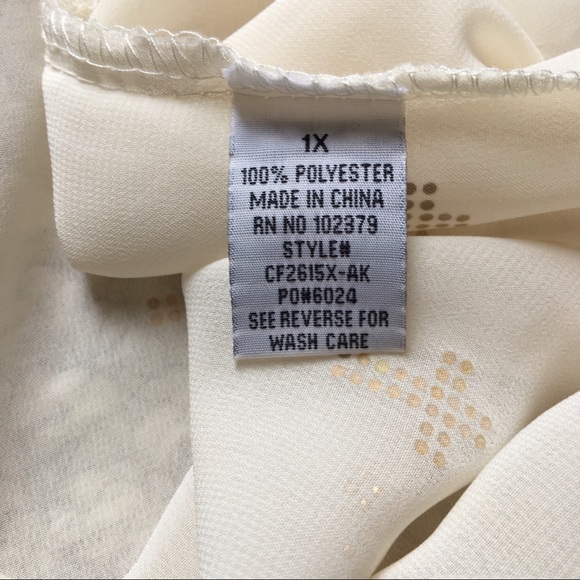 1X
100% POLYESTER
MADE IN CHINA
RN NO 102379
STYLE#
CF2615X-AK
PO#6024
SEE REVERSE FOR
WASH CARE